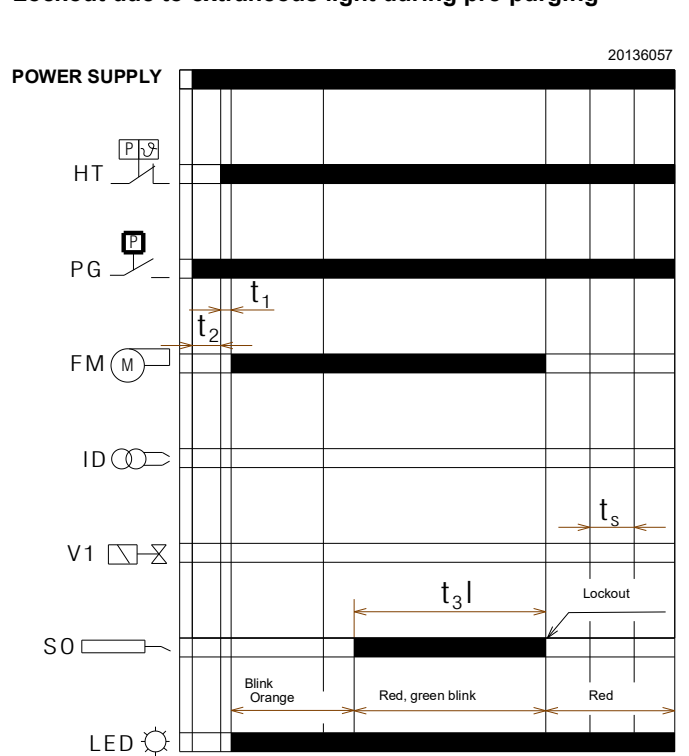 Lockout due to extraneous light during pre-purging
20136057
POWER SUPPLY
P ϑ
HT
P
PG
t1
t2
FM M
ID
ts
V1
t3l
Lockout
SO
Blink
Orange
Red, green blink
Red
LED